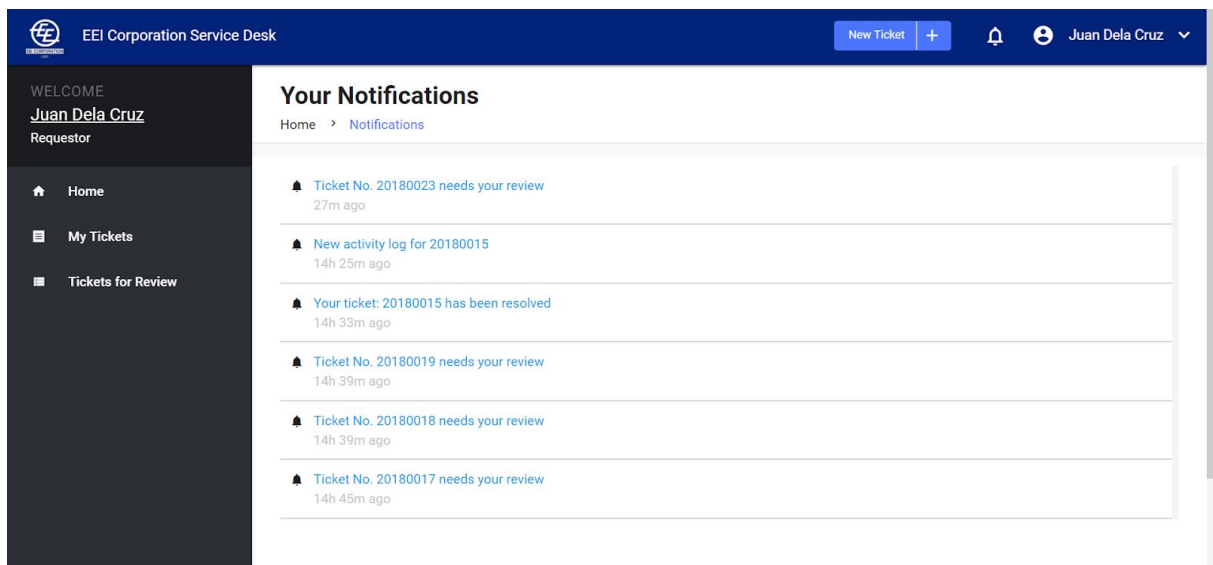 EEI Corporation Service Desk
New Ticket +
Juan Dela Cruz
WELCOME
Juan Dela Cruz
Requestor
Home
My Tickets
Tickets for Review
Your Notifications
Home > Notifications
Ticket No. 20180023 needs your review
27m ago
New activity log for 20180015
14h 25m ago
Your ticket: 20180015 has been resolved
14h 33m ago
Ticket No. 20180019 needs your review
14h 39m ago
Ticket No. 20180018 needs your review
14h 39m ago
Ticket No. 20180017 needs your review
14h 45m ago